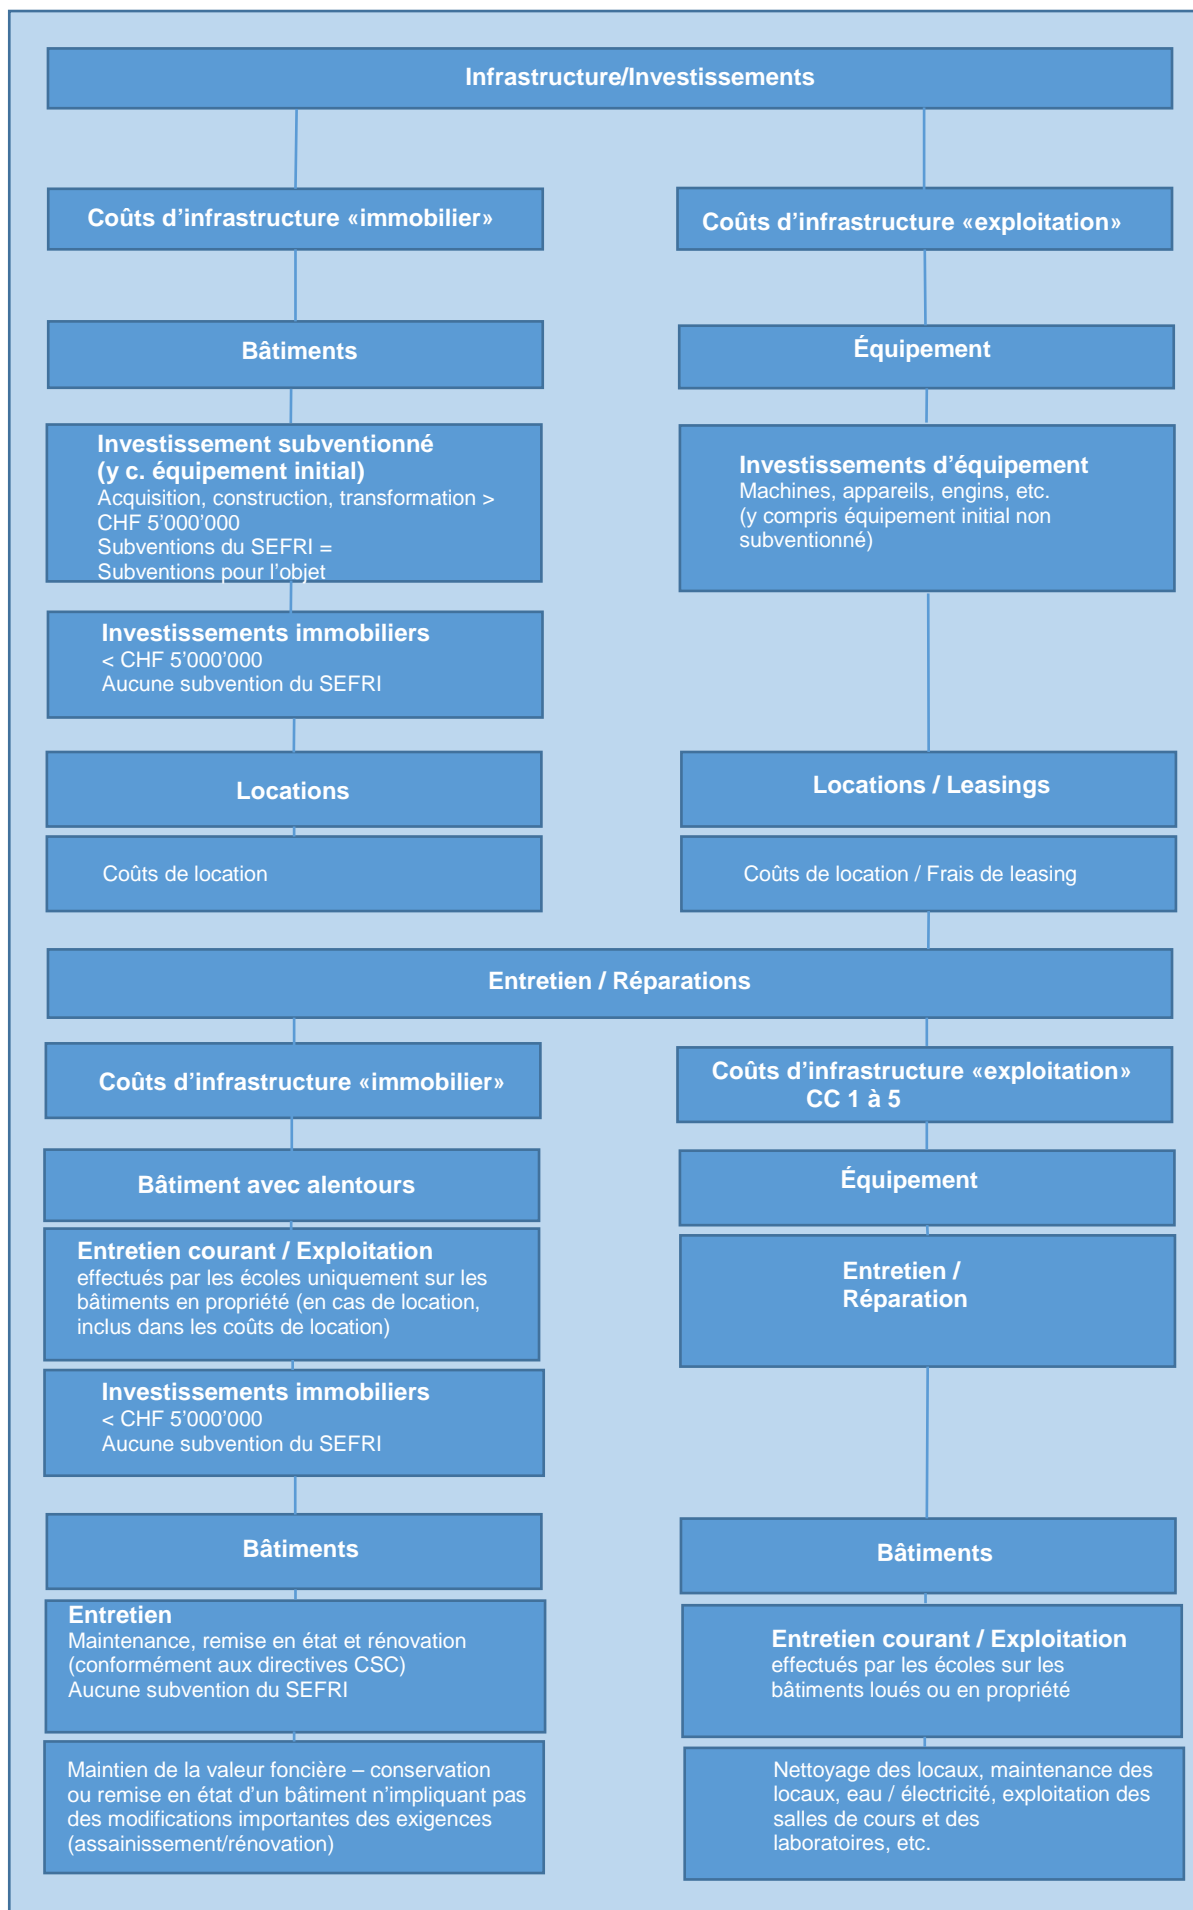 Infrastructure/Investissements
Coûts d’infrastructure «immobilier»
Coûts d’infrastructure «exploitation»
Bâtiments
Équipement
Investissement subventionné
(y c. équipement initial)
Acquisition, construction, transformation >
CHF 5’000’000
Subventions du SEFRI =
Subventions pour l’objet
Investissements d’équipement
Machines, appareils, engins, etc.
(y compris équipement initial non
subventionné)
Investissements immobiliers
< CHF 5’000’000
Aucune subvention du SEFRI
Locations
Locations / Leasings
Coûts de location
Coûts de location / Frais de leasing
Entretien / Réparations
Coûts d’infrastructure «immobilier»
Coûts d’infrastructure «exploitation»
CC 1 à 5
Bâtiment avec alentours
Équipement
Entretien courant / Exploitation
effectués par les écoles uniquement sur les
bâtiments en propriété (en cas de location,
inclus dans les coûts de location)
Entretien /
Réparation
Investissements immobiliers
< CHF 5’000’000
Aucune subvention du SEFRI
Bâtiments
Bâtiments
Entretien
Maintenance, remise en état et rénovation
(conformément aux directives CSC)
Aucune subvention du SEFRI
Entretien courant / Exploitation
effectués par les écoles sur les
bâtiments loués ou en propriété
Maintien de la valeur foncière – conservation
ou remise en état d’un bâtiment n’impliquant pas
des modifications importantes des exigences
(assainissement/rénovation)
Nettoyage des locaux, maintenance des
locaux, eau / électricité, exploitation des
salles de cours et des
laboratoires, etc.